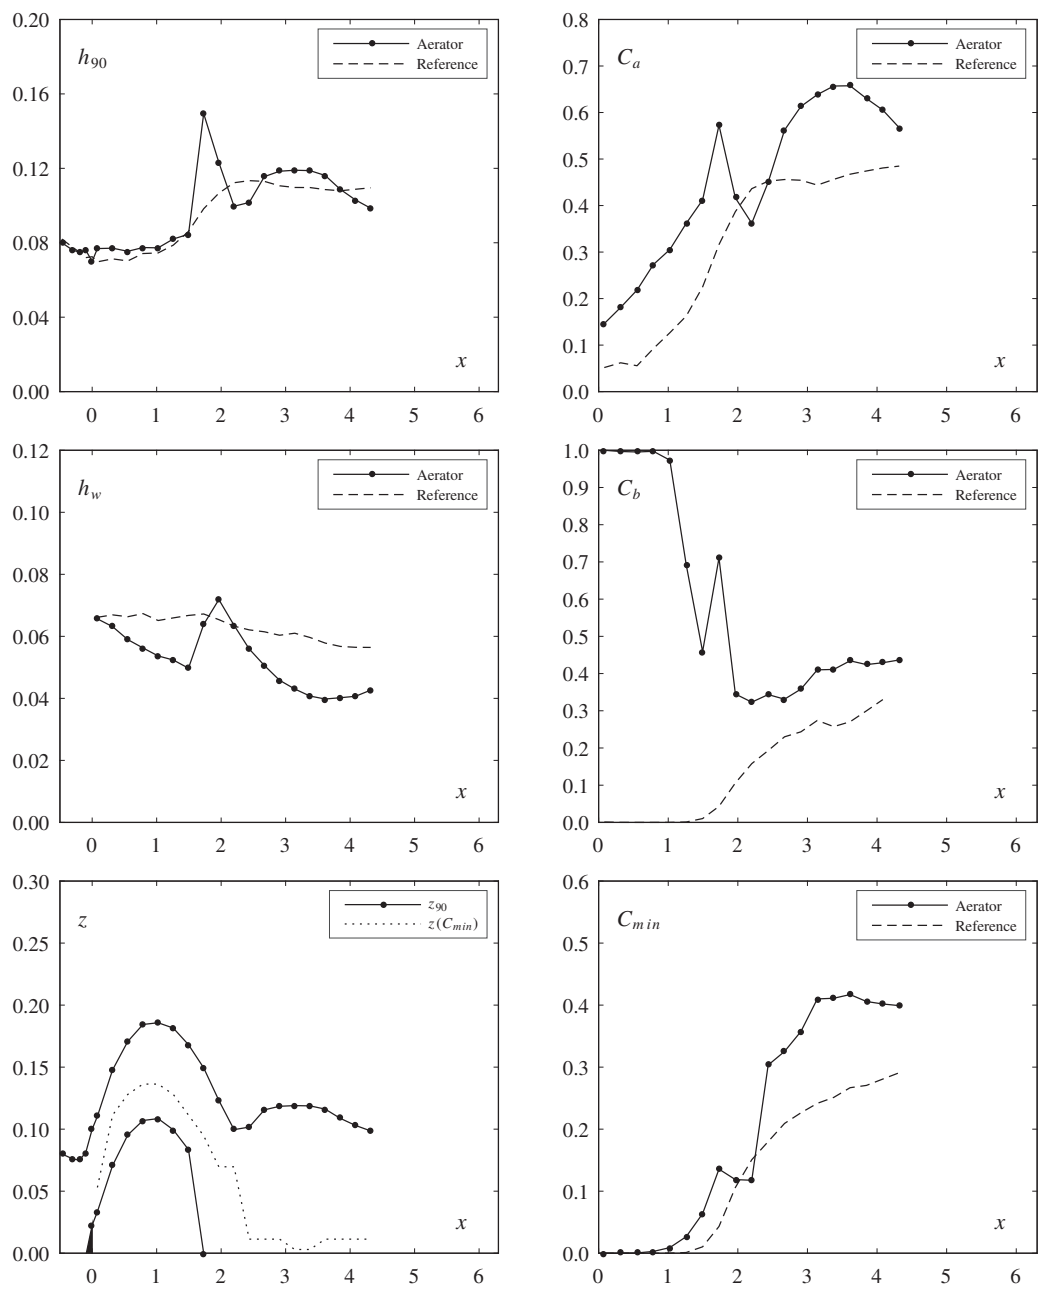 0.20
0.16
0.12
0.08
0.04
0.00
h90
Aerator
Reference
x
0 1 2 3 4 5 6
0.8
0.7
0.6
0.5
0.4
0.3
0.2
0.1
0.0
Ca
Aerator
Reference
x
0 1 2 3 4 5 6
0.12
0.10
0.08
0.06
0.04
0.02
0.00
hw
Aerator
Reference
x
0 1 2 3 4 5 6
1.0
0.9
0.8
0.7
0.6
0.5
0.4
0.3
0.2
0.1
0.0
Cb
Aerator
Reference
x
0 1 2 3 4 5 6
0.30
0.25
0.20
0.15
0.10
0.05
0.00
z
z90
z(Cmin)
x
0 1 2 3 4 5 6
0.6
0.5
0.4
0.3
0.2
0.1
0.0
Cmin
Aerator
Reference
x
0 1 2 3 4 5 6